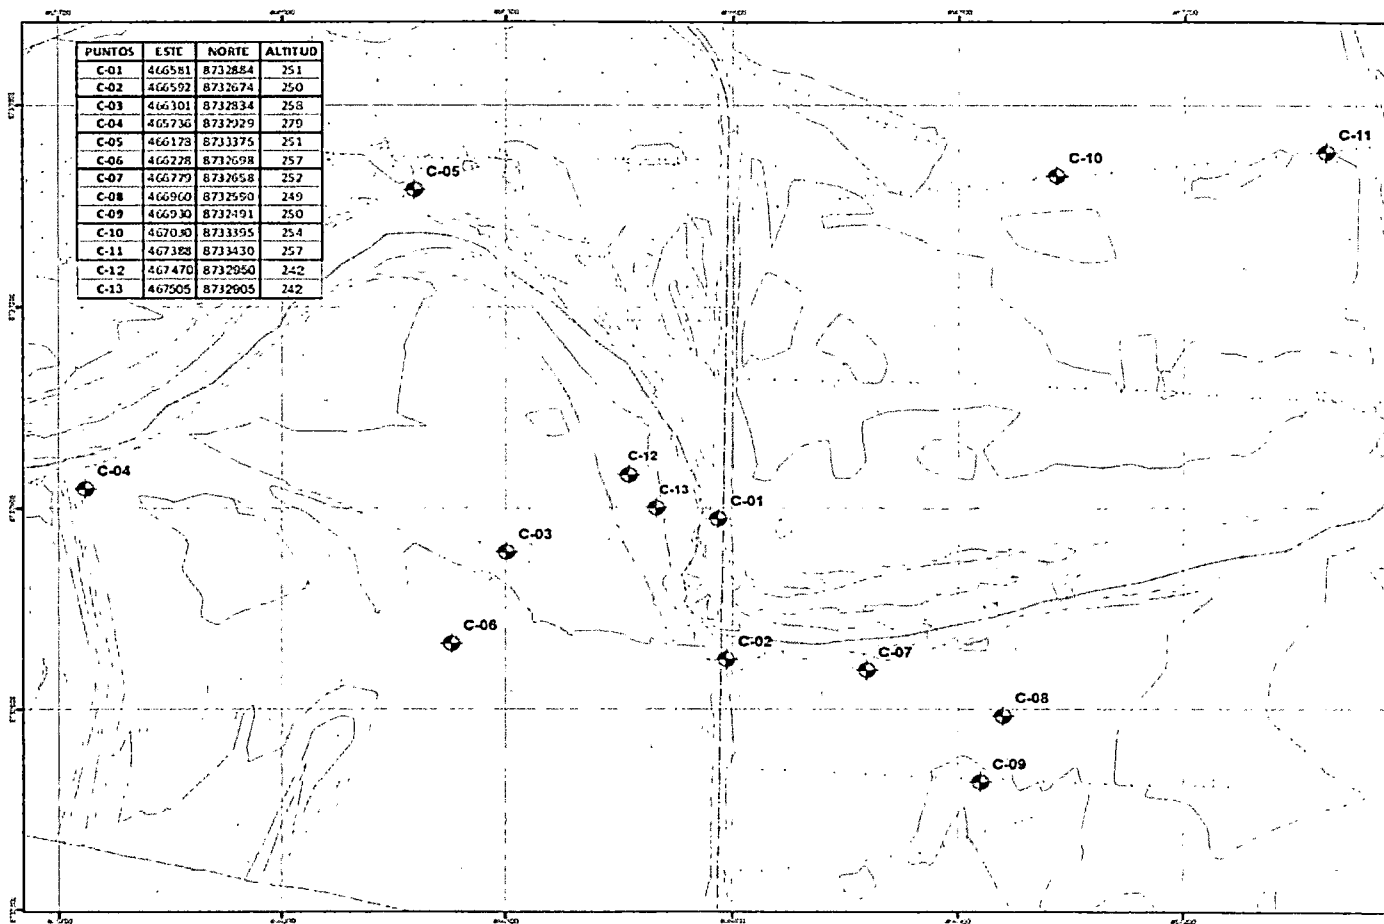 PUNTOS ESTE NORTE ALTITUD
C-01 466581 8732884 251
C-02 466592 8732674 250
C-03 466301 8732834 258
C-04 465736 8732929 279
C-05 466178 8733375 251
C-06 466228 8732698 257
C-07 466779 8732658 252
C-08 466960 8732590 249
C-09 466930 8732491 250
C-10 467030 8733395 254
C-11 467388 8733430 257
C-12 467470 8732950 242
C-13 467505 8732905 242
C-11
C-10
C-05
C-12
C-04
C-13
C-01
C-03
C-06
C-02
C-07
C-08
C-09